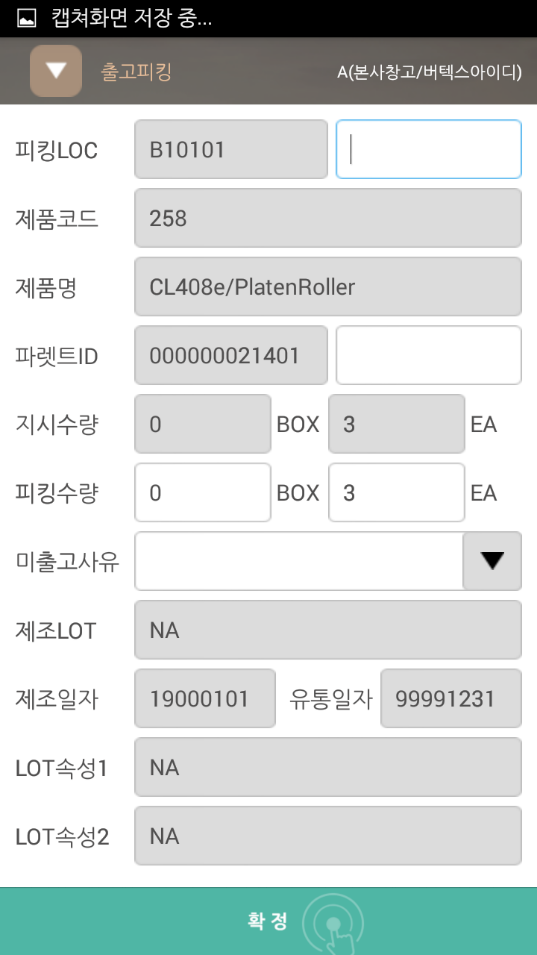 캡쳐화면 저장 중...
출고피킹 A(본사창고/버텍스아이디)
피킹LOC B10101
제품코드 258
제품명 CL408e/PlatenRoller
파렛트ID 000000021401
지시수량 0 BOX 3 EA
피킹수량 0 BOX 3 EA
미출고사유
제조LOT NA
제조일자 19000101 유통일자 99991231
LOT속성1 NA
LOT속성2 NA
확 정